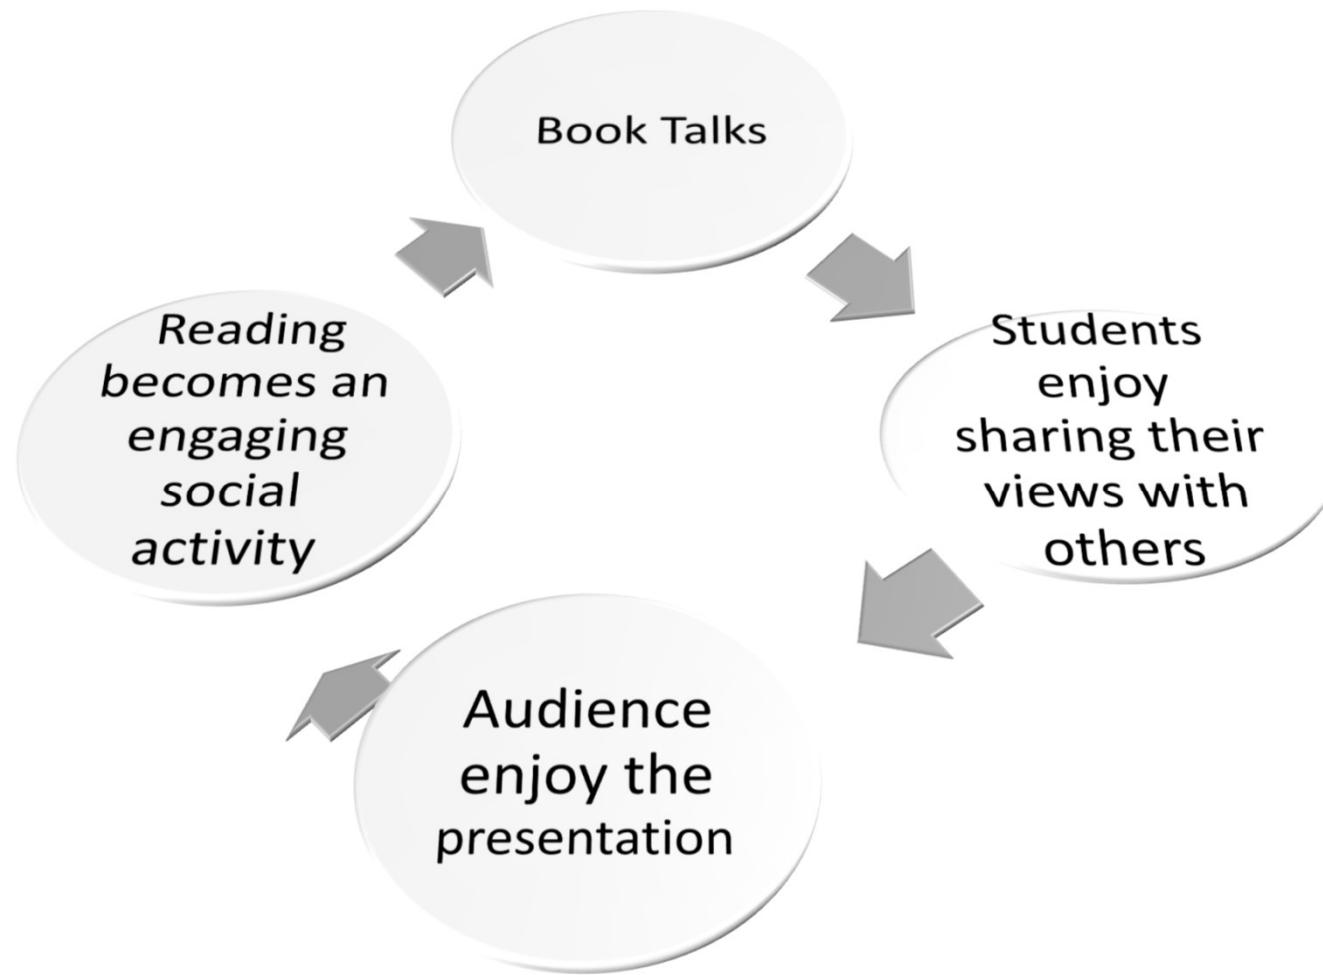 Book Talks
Students
enjoy
sharing their
views with
others
Audience
enjoy the
presentation
Reading
becomes an
engaging
social
activity